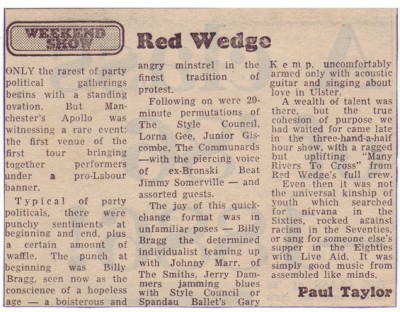 WEEKEND
SHOW
Red Wedge
ONLY the rarest of party
political gatherings
begins with a standing
ovation. But Man-
chester's Apollo was
witnessing a rare event:
the first venue of the
first tour bringing
together performers
under a pro-Labour
banner.
Typical of party
politicals, there were
punchy sentiments at
beginning and end, plus
a certain amount of
waffle. The punch at
beginning was Billy
Bragg, seen now as the
conscience of a hopeless
age — a boisterous and
angry minstrel in the
finest tradition of
protest.
Following on were 20-
minute permutations of
The Style Council,
Lorna Gee, Junior Gis-
combe, The Communards
—with the piercing voice
of ex-Bronski Beat
Jimmy Somerville — and
assorted guests.
The joy of this quick-
change format was in
unfamiliar poses — Billy
Bragg the determined
individualist teaming up
with Johnny Marr, of
The Smiths, Jerry Dam-
mers jamming blues
with Style Council or
Spandau Ballet's Gary
Kemp, uncomfortably
armed only with acoustic
guitar and singing about
love in Ulster.
A wealth of talent was
there, but the true
cohesion of purpose we
had waited for came late
in the three-hand-a-half
hour show, with a ragged
but uplifting "Many
Rivers To Cross" from
Red Wedge's full crew.
Even then it was not
the universal kinship of
youth which searched
for nirvana in the
Sixties, rocked against
racism in the Seventies,
or sang for someone else's
supper in the Eighties
with Live Aid. It was
simply good music from
assembled like minds.
Paul Taylor